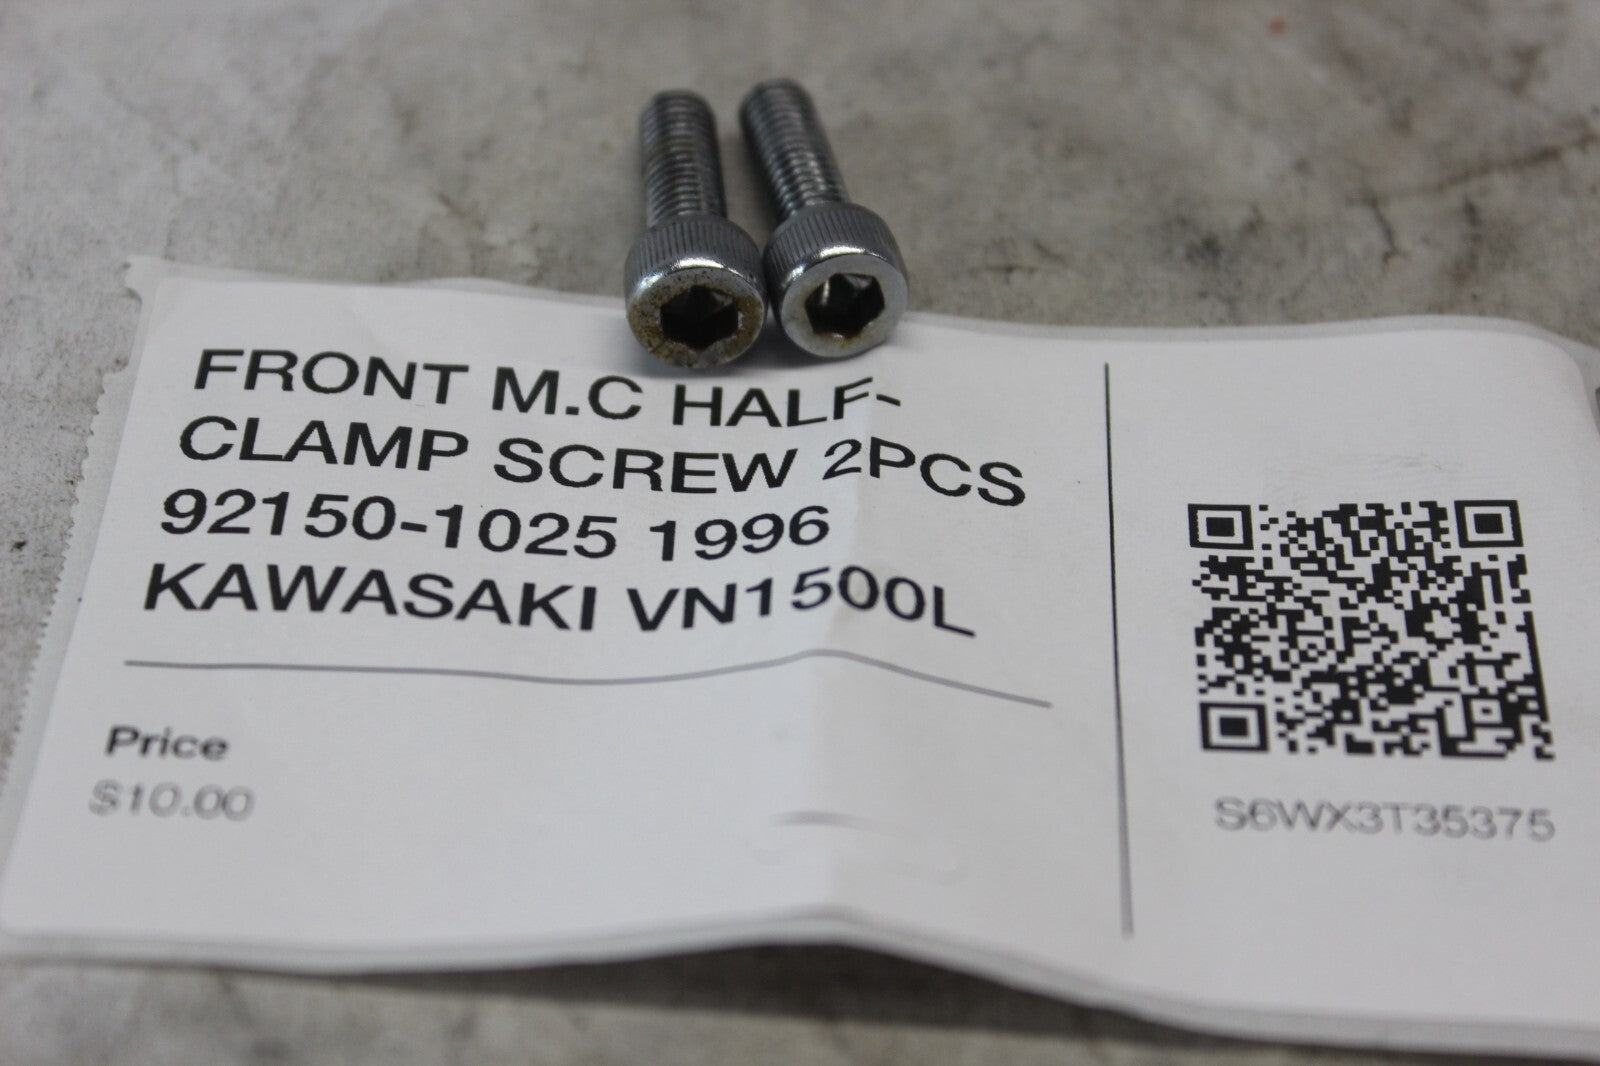 FRONT M.C HALF-
CLAMP SCREW 2PCS
92150-1025 1996
KAWASAKI VN1500L
Price
$10.00
S6WX3T35375